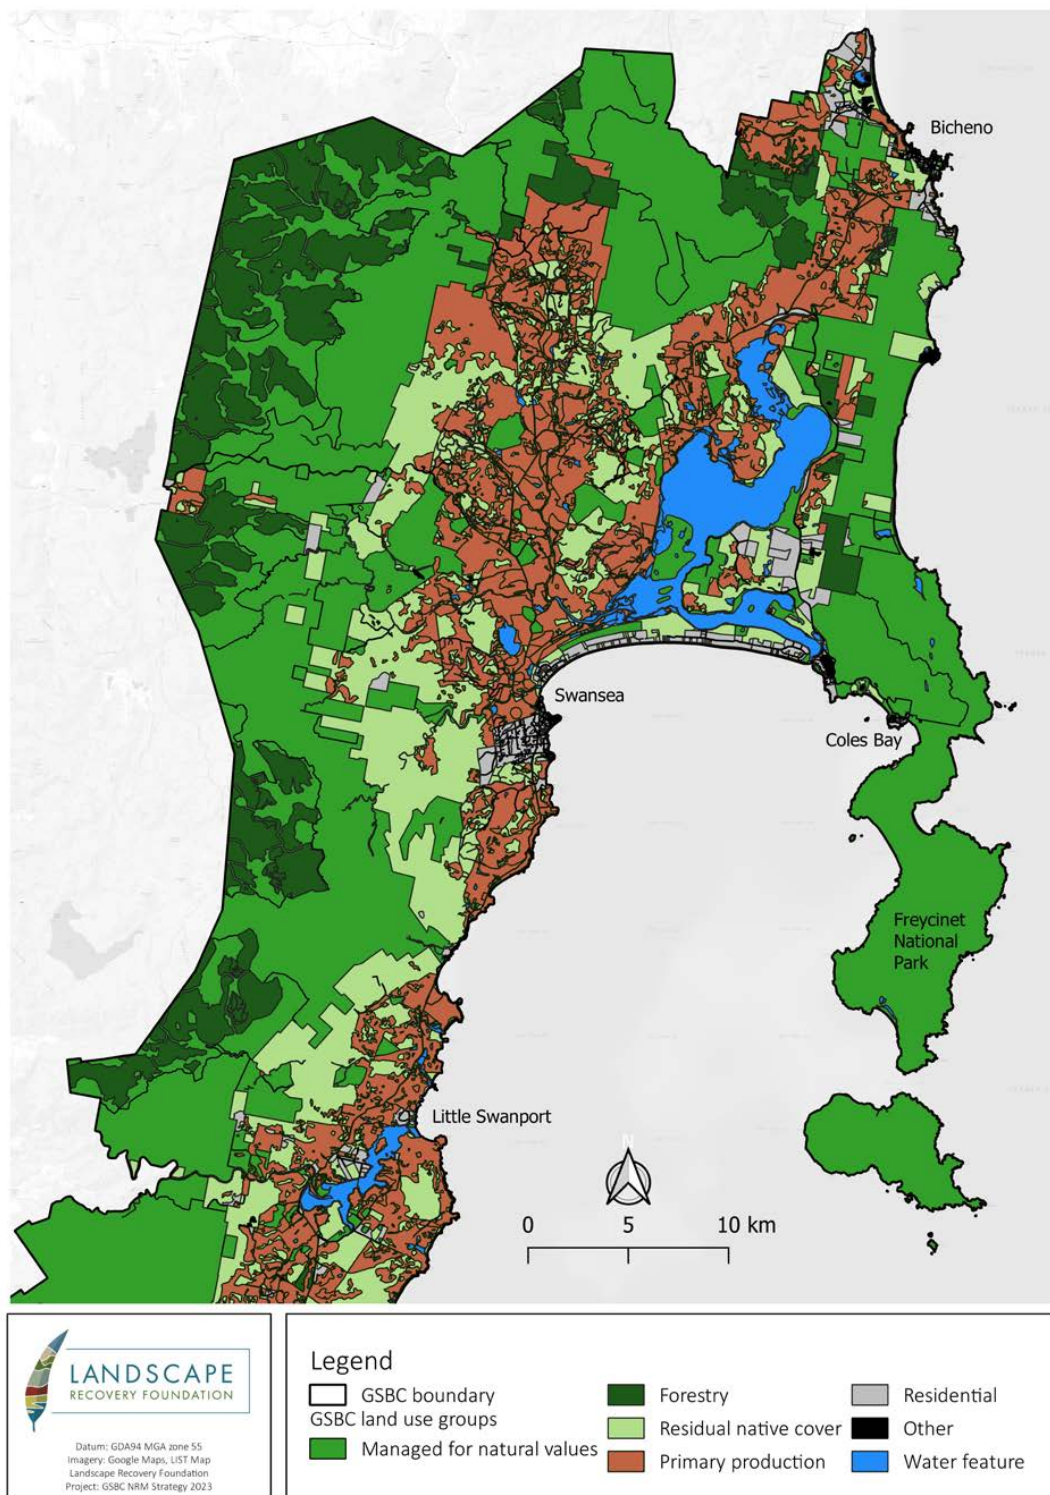 Bicheno
Swansea
Coles Bay
Freycinet
National
Park
Little Swanport
N
0 5 10 km
LANDSCAPE
RECOVERY FOUNDATION
Datum: GDA94 MGA zone 55
Imagery: Google Maps, LIST Map
Landscape Recovery Foundation
Project: GSBC NRM Strategy 2023
Legend
GSBC boundary
GSBC land use groups
Managed for natural values
Forestry
Residual native cover
Primary production
Residential
Other
Water feature